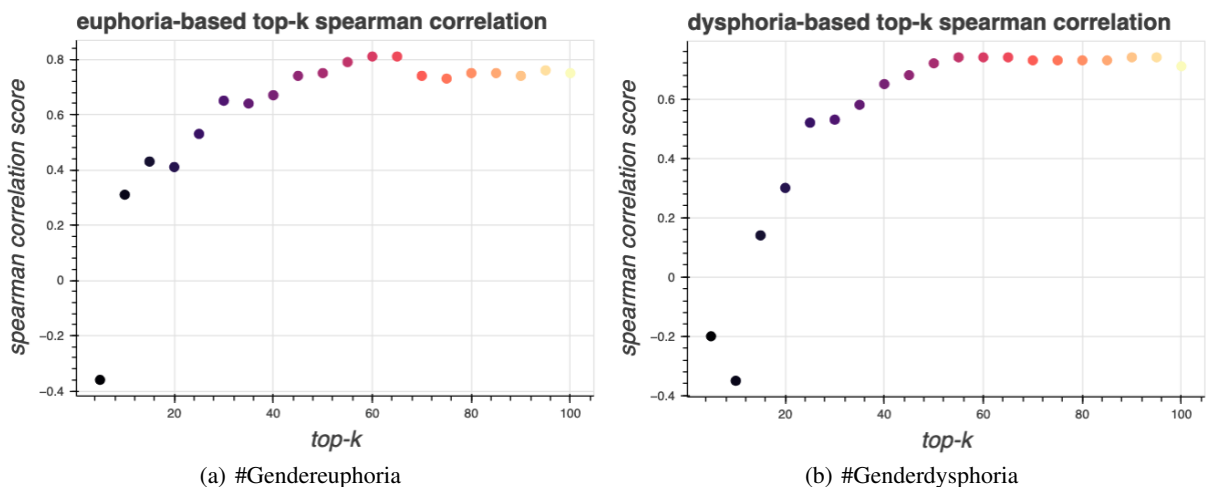 euphoria-based top-k spearman correlation
spearman correlation score
0.8
0.6
0.4
0.2
0
−0.2
−0.4
20 40 60 80 100
top-k
(a) #Gendereuphoria
dysphoria-based top-k spearman correlation
spearman correlation score
0.6
0.4
0.2
0
−0.2
−0.4
20 40 60 80 100
top-k
(b) #Genderdysphoria